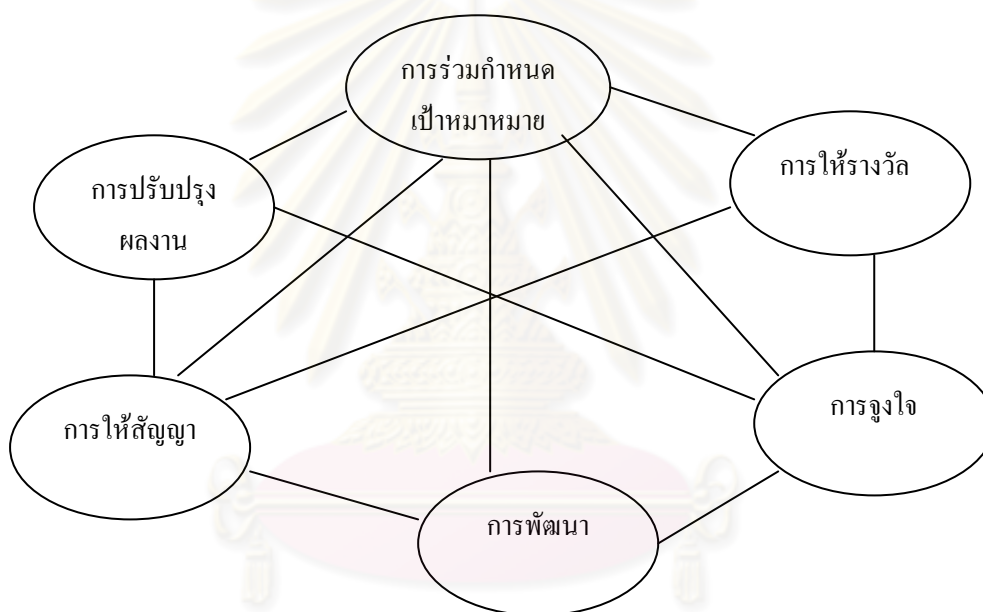 การร่วมกำหนด
เป้าหมาหมาย
การให้รางวัล
การปรับปรุง
ผลงาน
การจูงใจ
การให้สัญญา
การพัฒนา